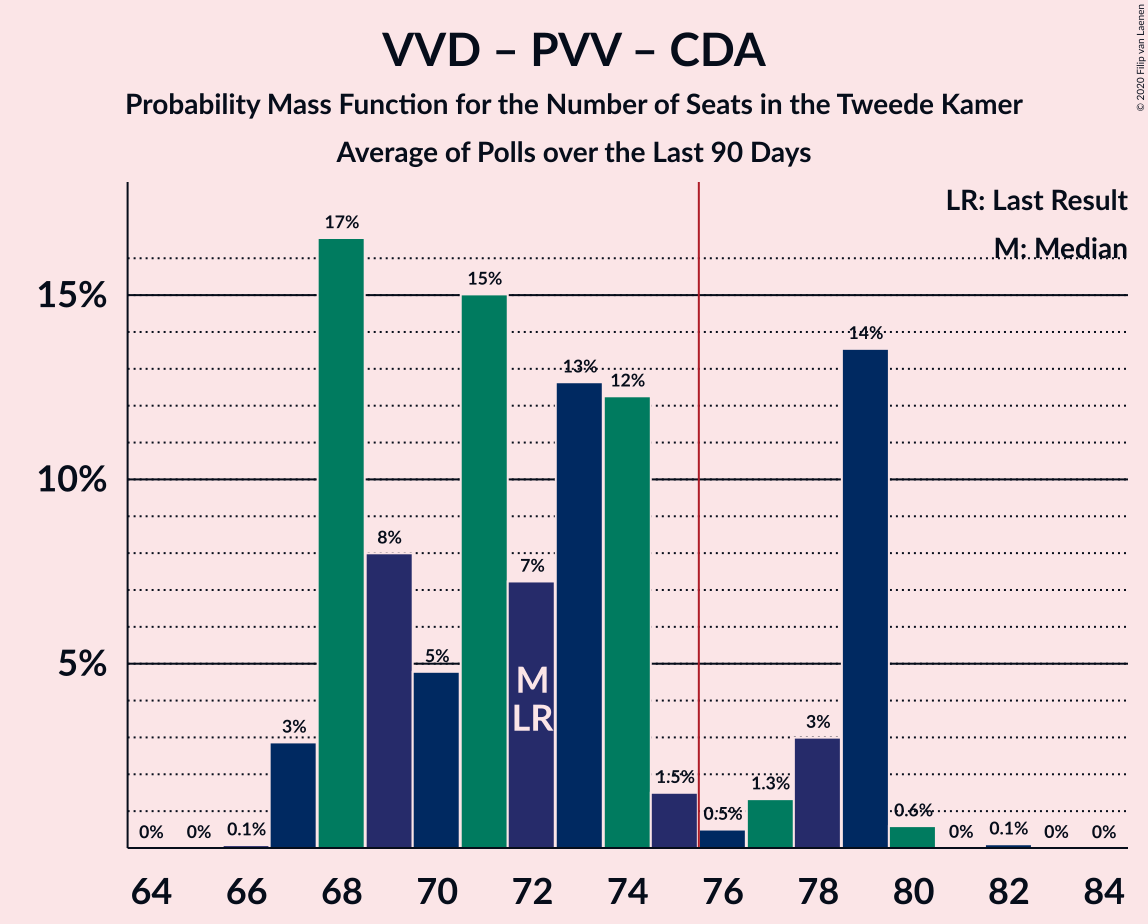 VVD – PVV – CDA
Probability Mass Function for the Number of Seats in the Tweede Kamer
Average of Polls over the Last 90 Days
© 2020 Filip van Laenen
LR: Last Result
M: Median
15%
10%
5%
0%
0%
0.1%
3%
17%
8%
5%
15%
7%
13%
12%
1.5%
0.5%
1.3%
3%
14%
0.6%
0%
0.1%
0%
0%
M
LR
64 66 68 70 72 74 76 78 80 82 84